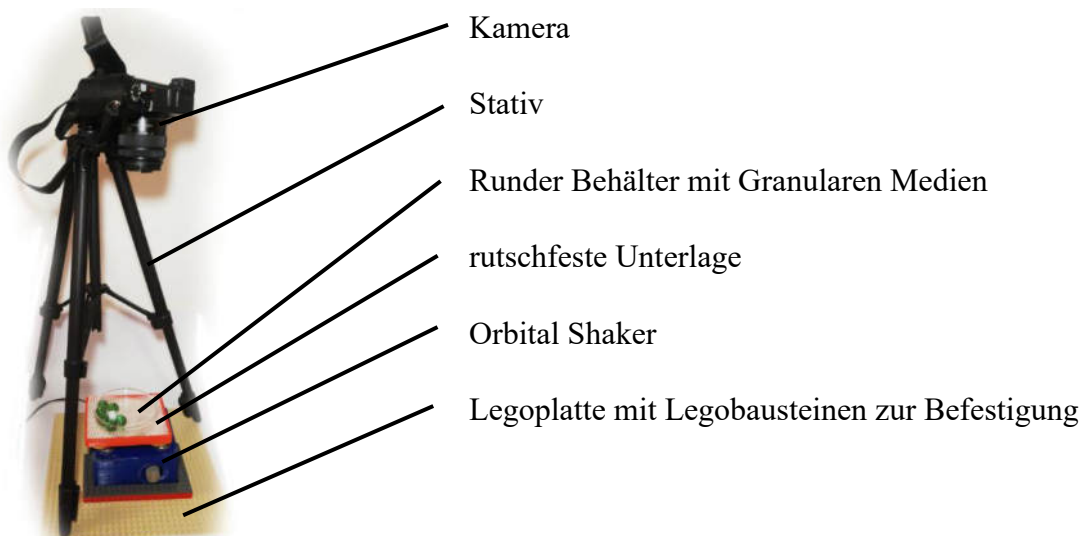 Kamera
Stativ
Runder Behälter mit Granularen Medien
rutschfeste Unterlage
Orbital Shaker
Legoplatte mit Legobausteinen zur Befestigung